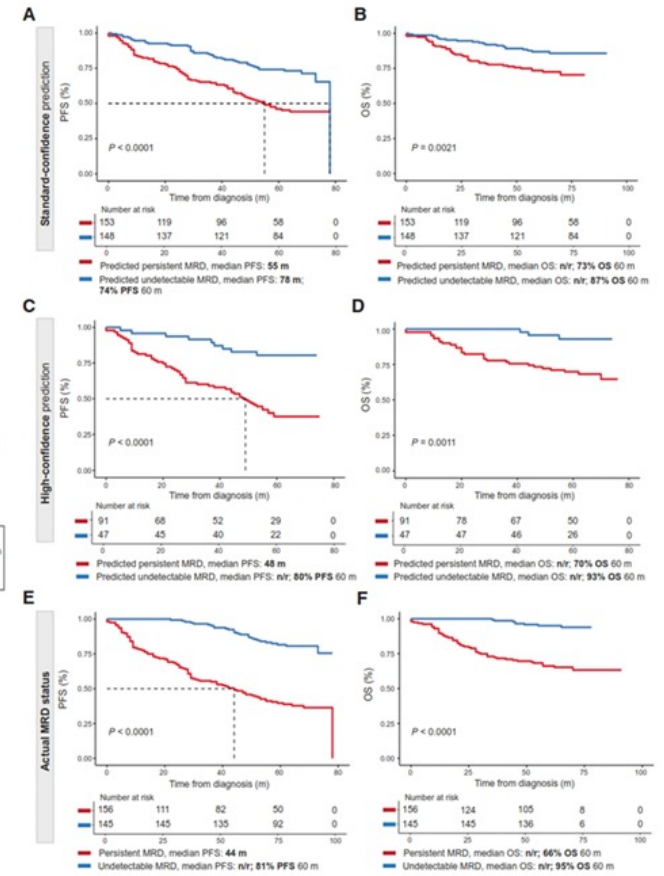 A
Standard-confidence prediction
PFS (%)
1.00
0.75
0.50
0.25
0.00
P < 0.0001
0 20 40 60 80
Time from diagnosis (m)
Number at risk
153 119 96 58 0
148 137 121 84 0
0 20 40 60 80
Predicted persistent MRD, median PFS: 55 m
Predicted undetectable MRD, median PFS: 78 m;
74% PFS 60 m
B
OS (%)
1.00
0.75
0.50
0.25
0.00
P = 0.0021
0 25 50 75 100
Time from diagnosis (m)
Number at risk
153 119 96 58 0
148 137 121 84 0
0 25 50 75 100
Predicted persistent MRD, median OS: n/r; 73% OS 60 m
Predicted undetectable MRD, median OS: n/r; 87% OS 60 m
C
High-confidence prediction
PFS (%)
1.00
0.75
0.50
0.25
0.00
P < 0.0001
0 20 40 60 80
Time from diagnosis (m)
Number at risk
91 68 52 29 0
47 45 40 22 0
0 20 40 60 80
Predicted persistent MRD, median PFS: 48 m
Predicted undetectable MRD, median PFS: n/r; 80% PFS 60 m
D
OS (%)
1.00
0.75
0.50
0.25
0.00
P = 0.0011
0 20 40 60 80
Time from diagnosis (m)
Number at risk
91 78 67 50 0
47 47 46 26 0
0 20 40 60 80
Predicted persistent MRD, median OS: n/r; 70% OS 60 m
Predicted undetectable MRD, median OS: n/r; 93% OS 60 m
E
Actual MRD status
PFS (%)
1.00
0.75
0.50
0.25
0.00
P < 0.0001
0 20 40 60 80
Time from diagnosis (m)
Number at risk
156 111 82 50 0
145 145 135 92 0
0 25 50 75 100
Persistent MRD, median PFS: 44 m
Undetectable MRD, median PFS: n/r; 81% PFS 60 m
F
OS (%)
1.00
0.75
0.50
0.25
0.00
P < 0.0001
0 25 50 75 100
Time from diagnosis (m)
Number at risk
156 124 105 8 0
145 145 136 6 0
0 25 50 75 100
Persistent MRD, median OS: n/r; 66% OS 60 m
Undetectable MRD, median OS: n/r; 95% OS 60 m